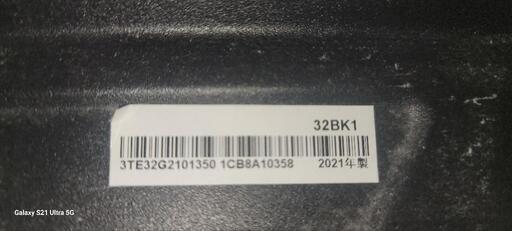 32BK1
3TE32G2101350 1CB8A10358 2021年製
Galaxy S21 Ultra 5G